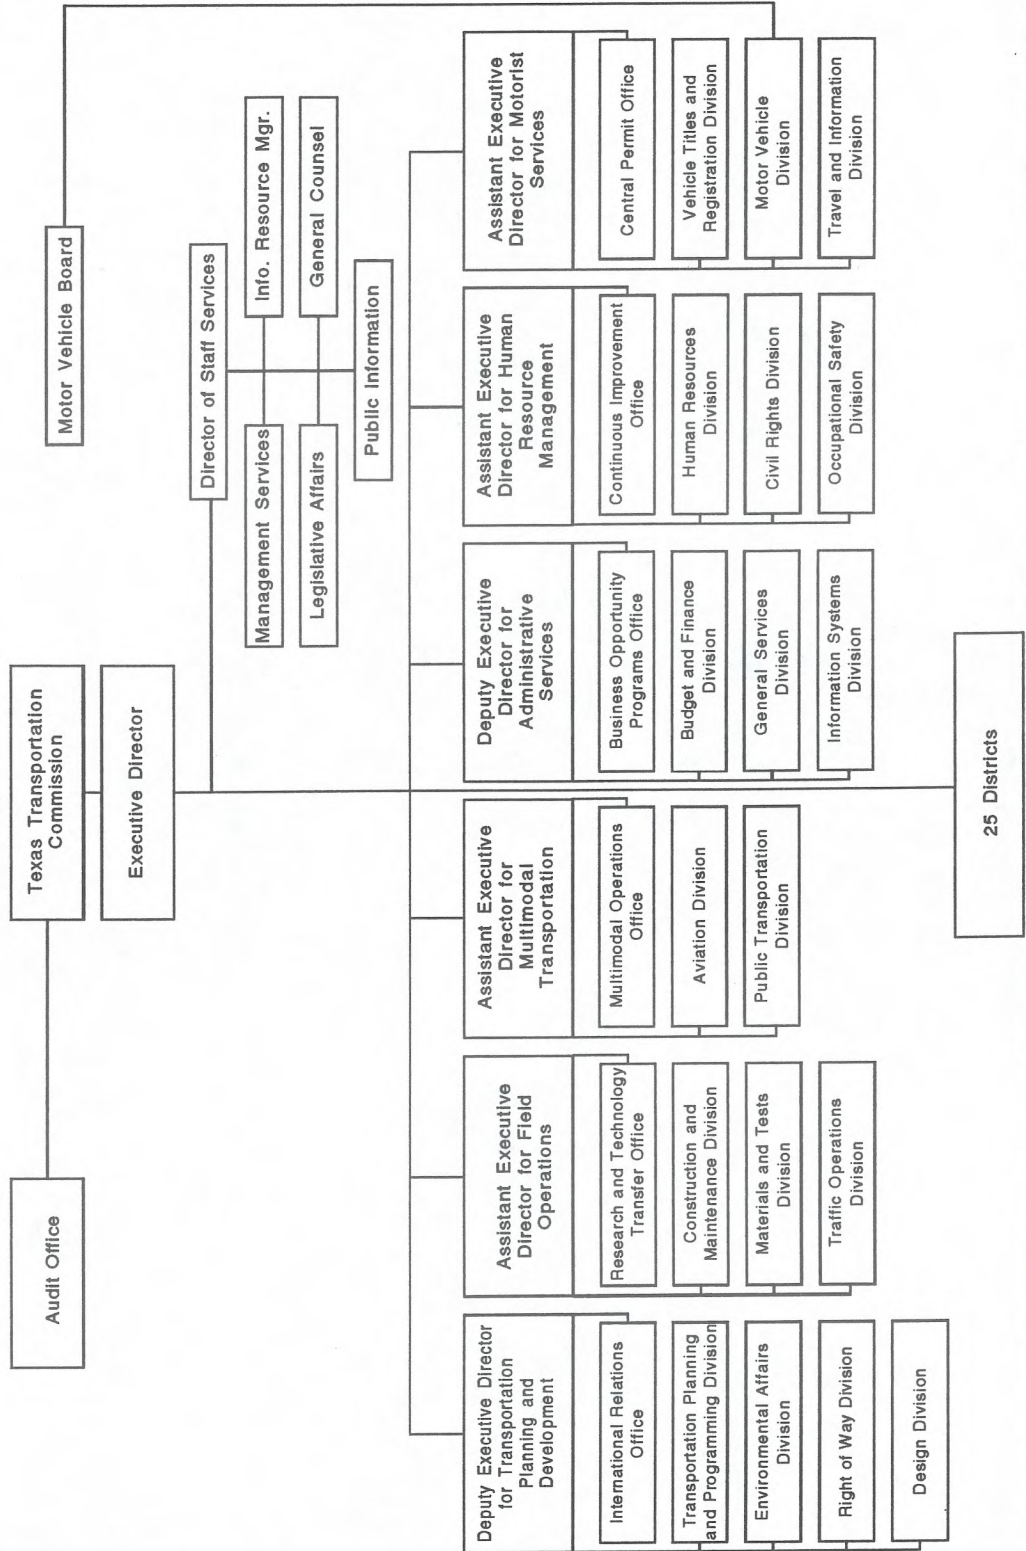 Texas Transportation
Commission
Audit Office
Executive Director
Motor Vehicle Board
Director of Staff Services
Management Services
Info. Resource Mgr.
Legislative Affairs
General Counsel
Public Information
Deputy Executive Director
for Transportation
Planning and
Development
International Relations
Office
Transportation Planning
and Programming Division
Environmental Affairs
Division
Right of Way Division
Design Division
Assistant Executive
Director for Field
Operations
Research and Technology
Transfer Office
Construction and
Maintenance Division
Materials and Tests
Division
Traffic Operations
Division
Assistant Executive
Director for
Multimodal
Transportation
Multimodal Operations
Office
Aviation Division
Public Transportation
Division
Deputy Executive
Director for
Administrative
Services
Business Opportunity
Programs Office
Budget and Finance
Division
General Services
Division
Information Systems
Division
Assistant Executive
Director for Human
Resource
Management
Continuous Improvement
Office
Human Resources
Division
Civil Rights Division
Occupational Safety
Division
Assistant Executive
Director for Motorist
Services
Central Permit Office
Vehicle Titles and
Registration Division
Motor Vehicle
Division
Travel and Information
Division
25 Districts